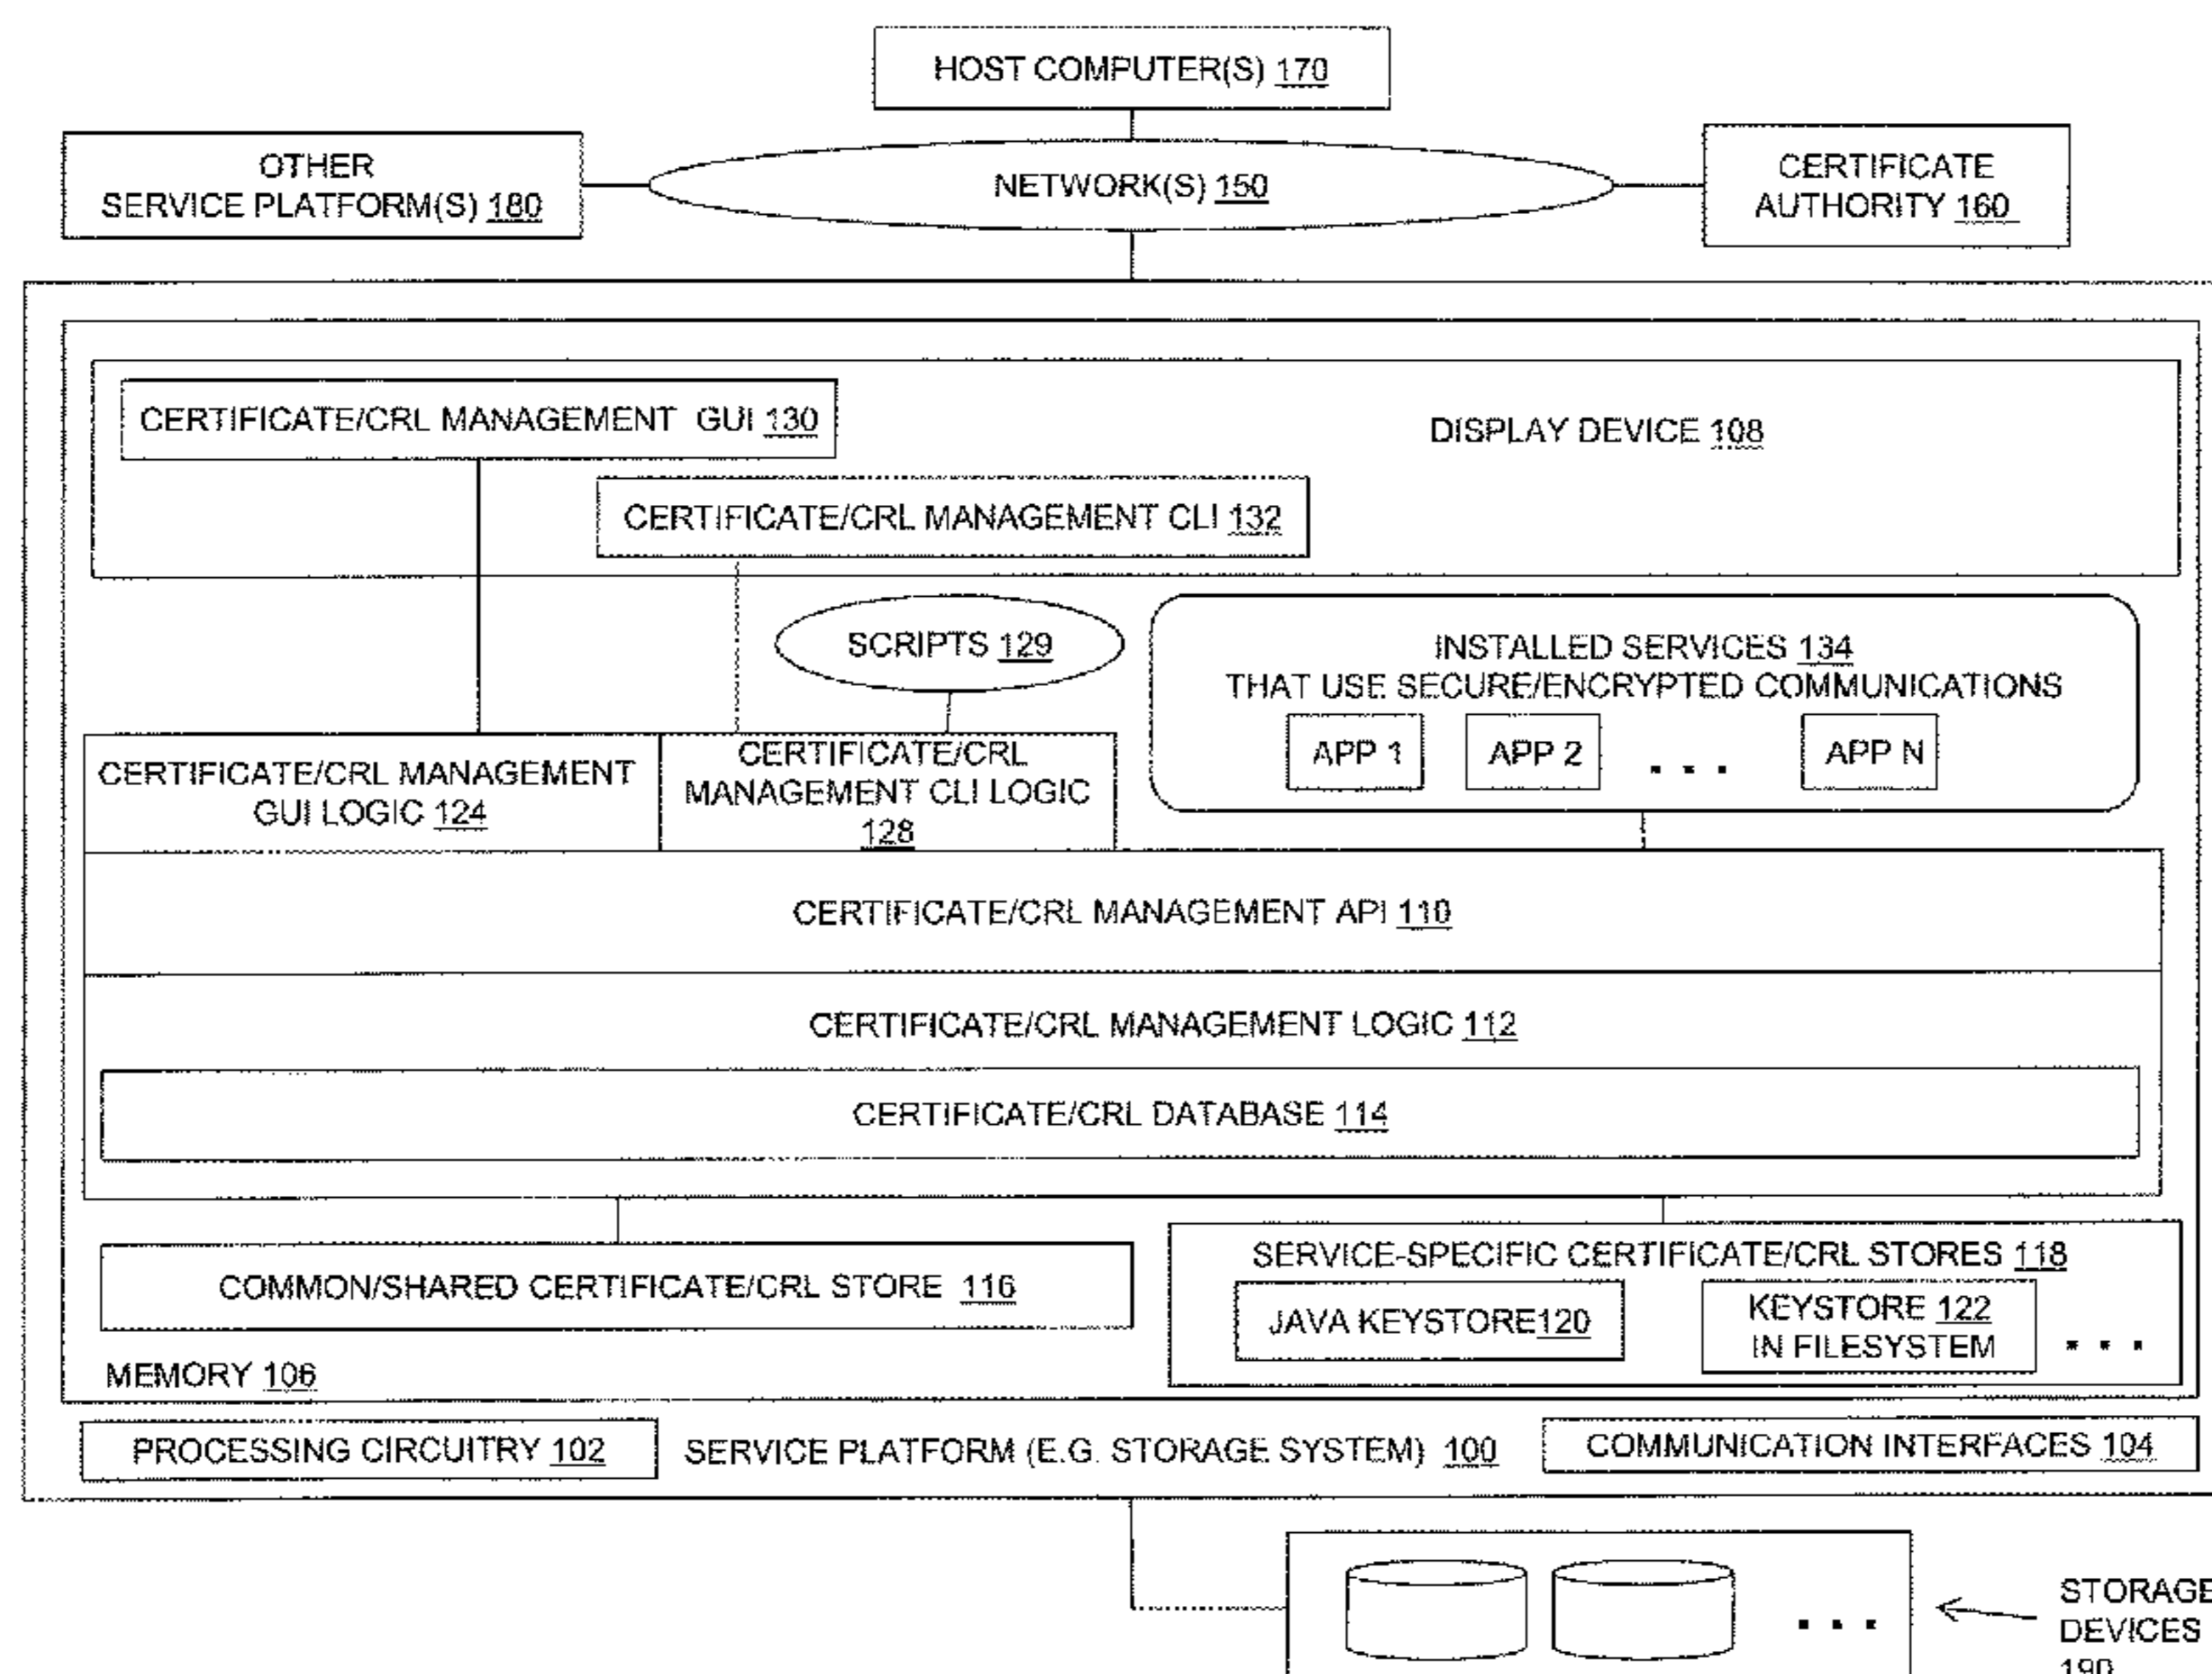 HOST COMPUTER(S) 170
OTHER
SERVICE PLATFORM(S) 180
NETWORK(S) 150
CERTIFICATE
AUTHORITY 160
CERTIFICATE/CRL MANAGEMENT GUI 130
DISPLAY DEVICE 108
CERTIFICATE/CRL MANAGEMENT CLI 132
SCRIPTS 129
INSTALLED SERVICES 134
THAT USE SECURE/ENCRYPTED COMMUNICATIONS
APP 1
APP 2
. . .
APP N
CERTIFICATE/CRL MANAGEMENT
GUI LOGIC 124
CERTIFICATE/CRL
MANAGEMENT CLI LOGIC
128
CERTIFICATE/CRL MANAGEMENT API 110
CERTIFICATE/CRL MANAGEMENT LOGIC 112
CERTIFICATE/CRL DATABASE 114
COMMON/SHARED CERTIFICATE/CRL STORE 116
SERVICE-SPECIFIC CERTIFICATE/CRL STORES 118
JAVA KEYSTORE120
KEYSTORE 122
IN FILESYSTEM
. . .
MEMORY 106
PROCESSING CIRCUITRY 102
SERVICE PLATFORM (E.G. STORAGE SYSTEM) 100
COMMUNICATION INTERFACES 104
. . .
STORAGE
DEVICES
190